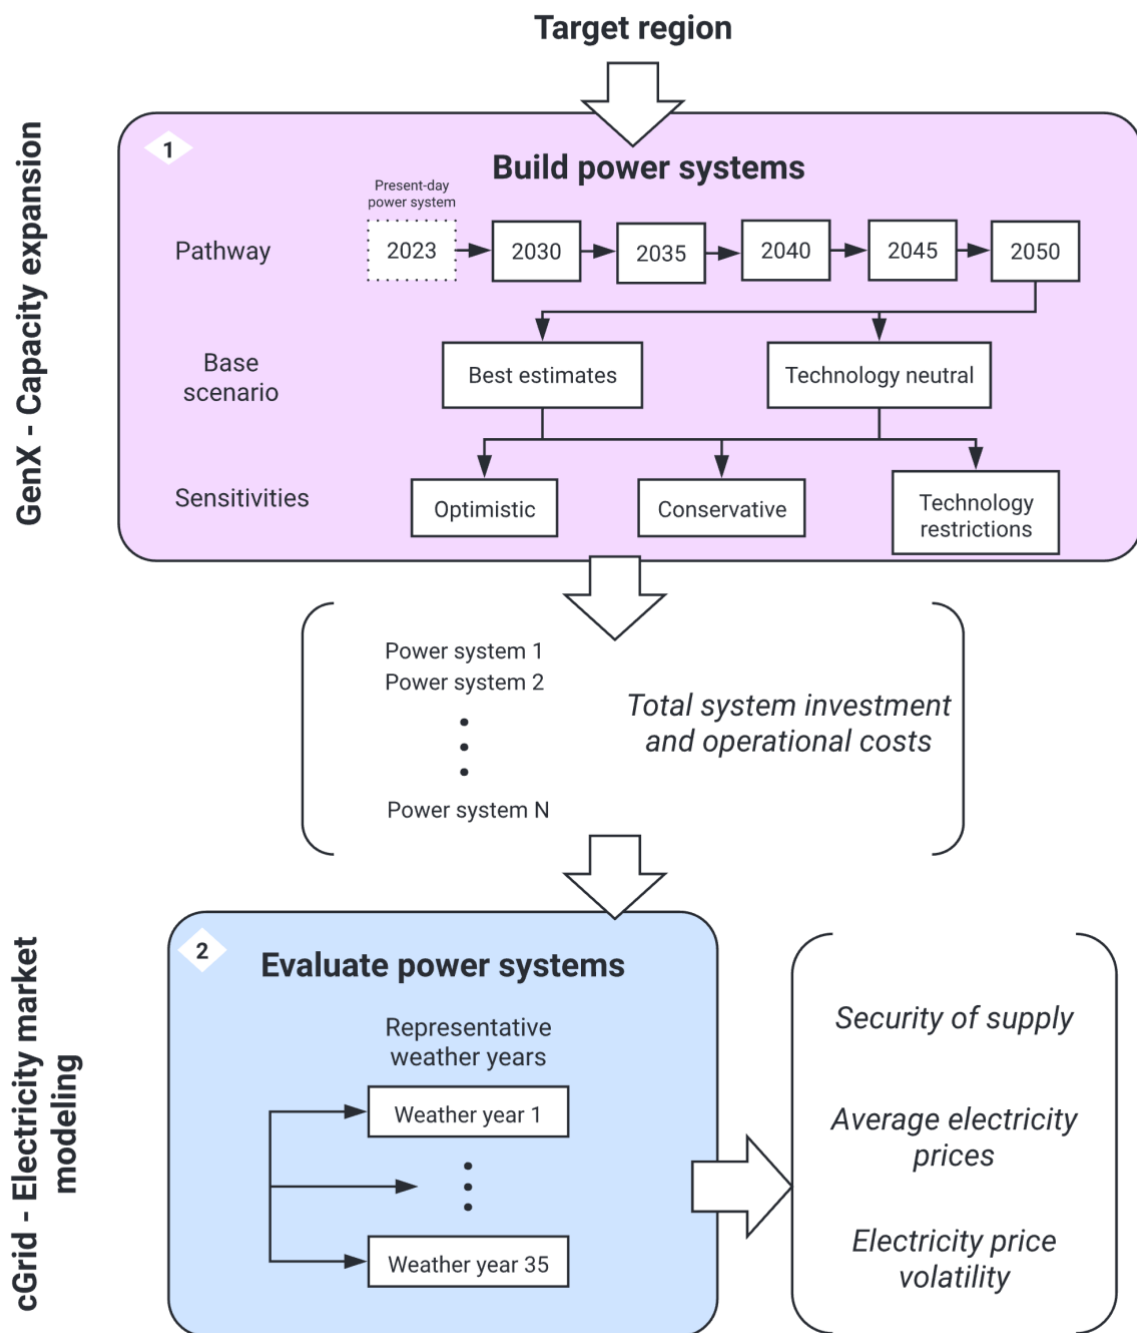 Target region
GenX - Capacity expansion
1
Build power systems
Present-day
power system
Pathway
2023
2030
2035
2040
2045
2050
Base
scenario
Best estimates
Technology neutral
Sensitivities
Optimistic
Conservative
Technology
restrictions
Power system 1
Power system 2
Power system N
Total system investment
and operational costs
cGrid - Electricity market
modeling
2
Evaluate power systems
Representative
weather years
Weather year 1
Weather year 35
Security of supply
Average electricity
prices
Electricity price
volatility